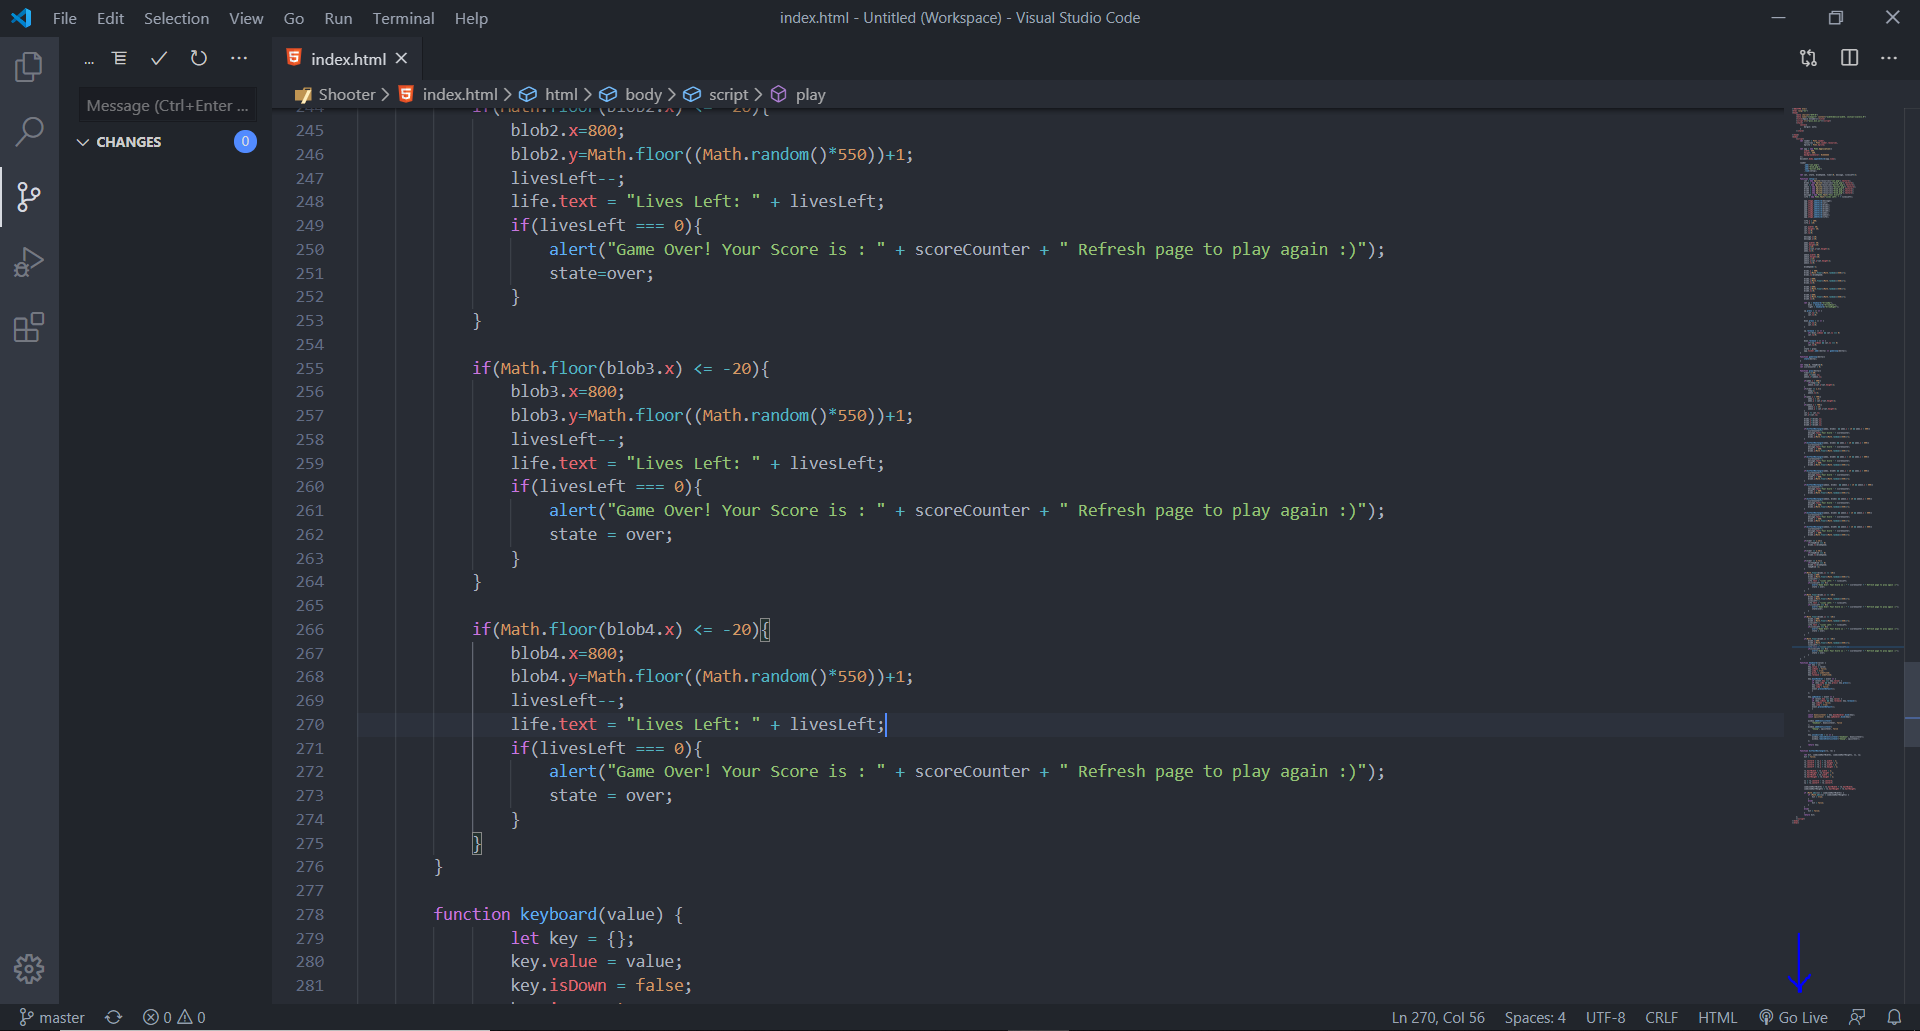 File Edit Selection View Go Run Terminal Help
index.html - Untitled (Workspace) - Visual Studio Code
index.html
Message (Ctrl+Enter ...
CHANGES
0
Shooter > index.html > html > body > script > play
244 if(Math.floor(blob2.x) <= -20){
245 blob2.x=800;
246 blob2.y=Math.floor((Math.random()*550))+1;
247 livesLeft--;
248 life.text = "Lives Left: " + livesLeft;
249 if(livesLeft === 0){
250 alert("Game Over! Your Score is : " + scoreCounter + " Refresh page to play again :)");
251 state=over;
252 }
253 }
254
255 if(Math.floor(blob3.x) <= -20){
256 blob3.x=800;
257 blob3.y=Math.floor((Math.random()*550))+1;
258 livesLeft--;
259 life.text = "Lives Left: " + livesLeft;
260 if(livesLeft === 0){
261 alert("Game Over! Your Score is : " + scoreCounter + " Refresh page to play again :)");
262 state = over;
263 }
264 }
265
266 if(Math.floor(blob4.x) <= -20){
267 blob4.x=800;
268 blob4.y=Math.floor((Math.random()*550))+1;
269 livesLeft--;
270 life.text = "Lives Left: " + livesLeft;
271 if(livesLeft === 0){
272 alert("Game Over! Your Score is : " + scoreCounter + " Refresh page to play again :)");
273 state = over;
274 }
275 }
276 }
277
278 function keyboard(value) {
279 let key = {};
280 key.value = value;
281 key.isDown = false;
master 0 0 Ln 270, Col 56 Spaces: 4 UTF-8 CRLF HTML Go Live